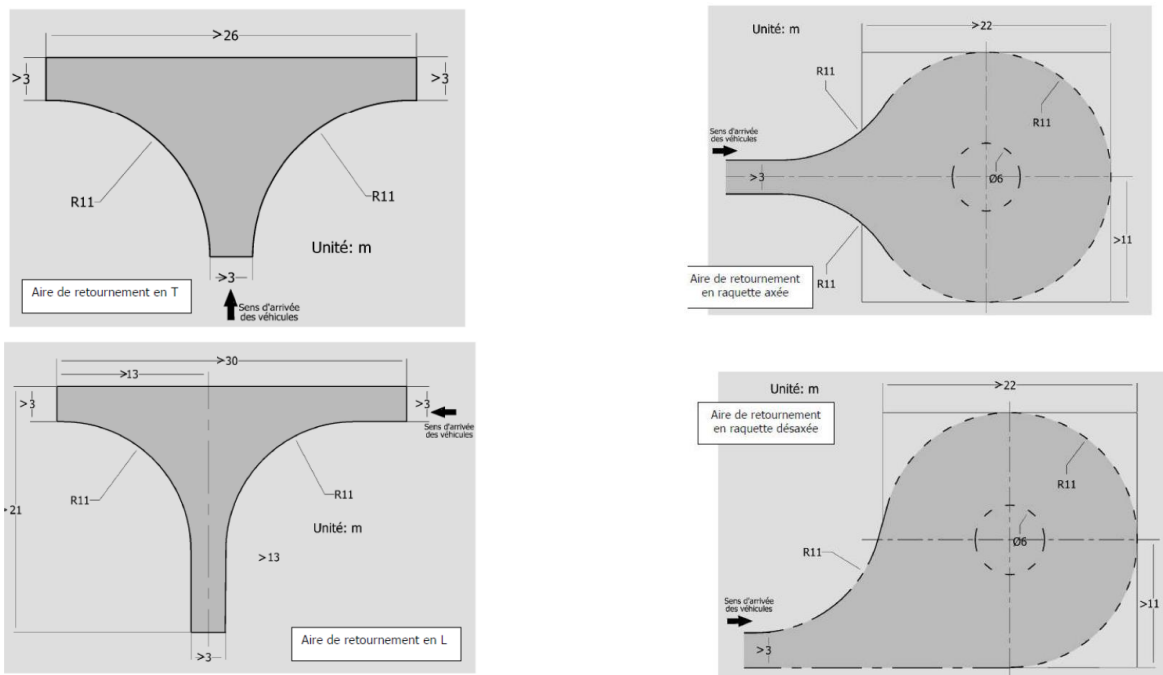 >26
>3
>3
R11
R11
Unité: m
>3
Aire de retournement en T
Sens d'arrivée
des véhicules
Unité: m
>22
R11
R11
Sens d'arrivée
des véhicules
>3
Ø6
>11
R11
Aire de retournement
en raquette axée
>30
>13
>3
>3
Sens d'arrivée
des véhicules
R11
R11
>21
Unité: m
>13
>3
Aire de retournement en L
Unité: m
>22
Aire de retournement
en raquette désaxée
R11
R11
Ø6
Sens d'arrivée
des véhicules
>3
>11